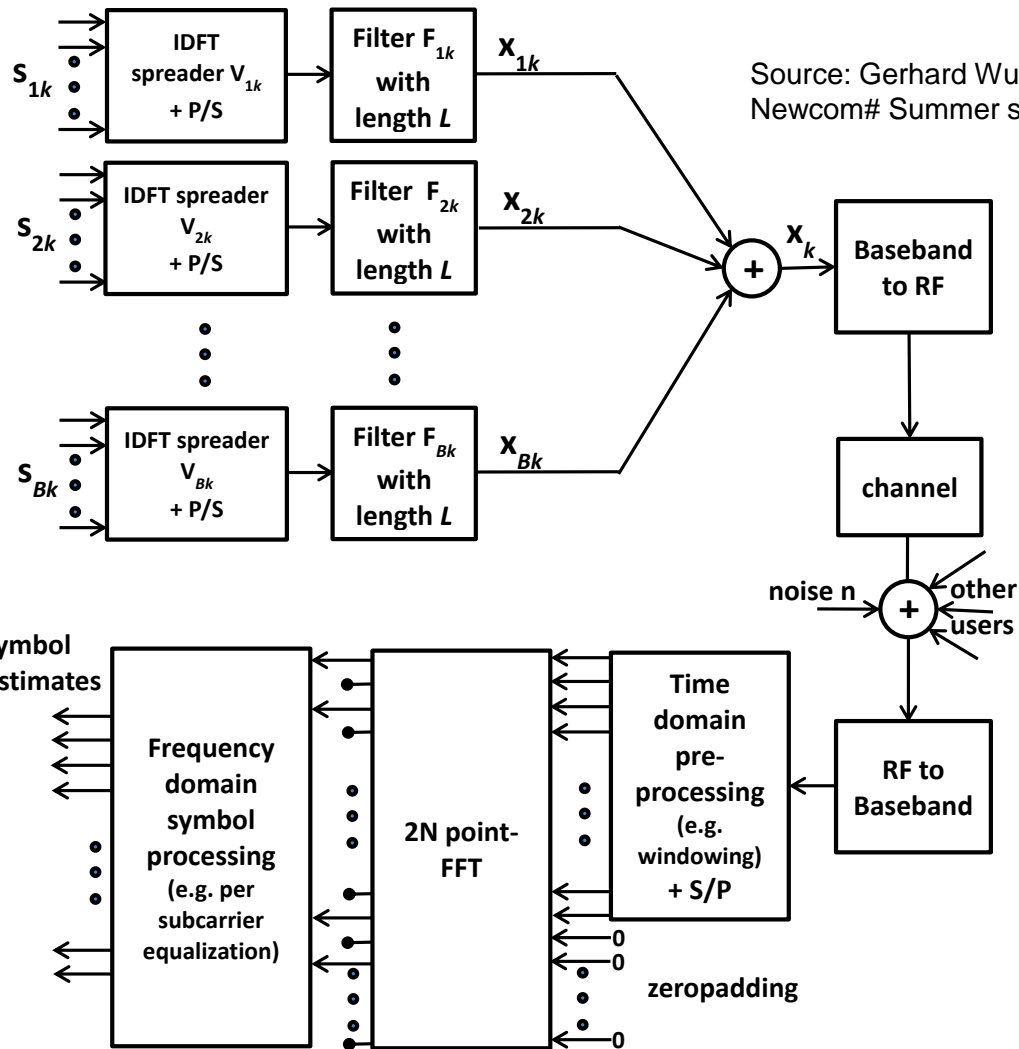 IDFT
spreader V1k
+ P/S
Filter F1k
with
length L
s1k
x1k
Source: Gerhard Wu
Newcom# Summer s
IDFT spreader
V2k
+ P/S
Filter F2k
with
length L
s2k
x2k
xk
+
Baseband
to RF
IDFT spreader
VBk
+ P/S
Filter FBk
with
length L
sBk
xBk
channel
noise n
+
other
users
ymbol
stimates
Frequency
domain
symbol
processing
(e.g. per
subcarrier
equalization)
2N point-
FFT
Time
domain
pre-
processing
(e.g.
windowing)
+ S/P
RF to
Baseband
0
0
zeropadding
0